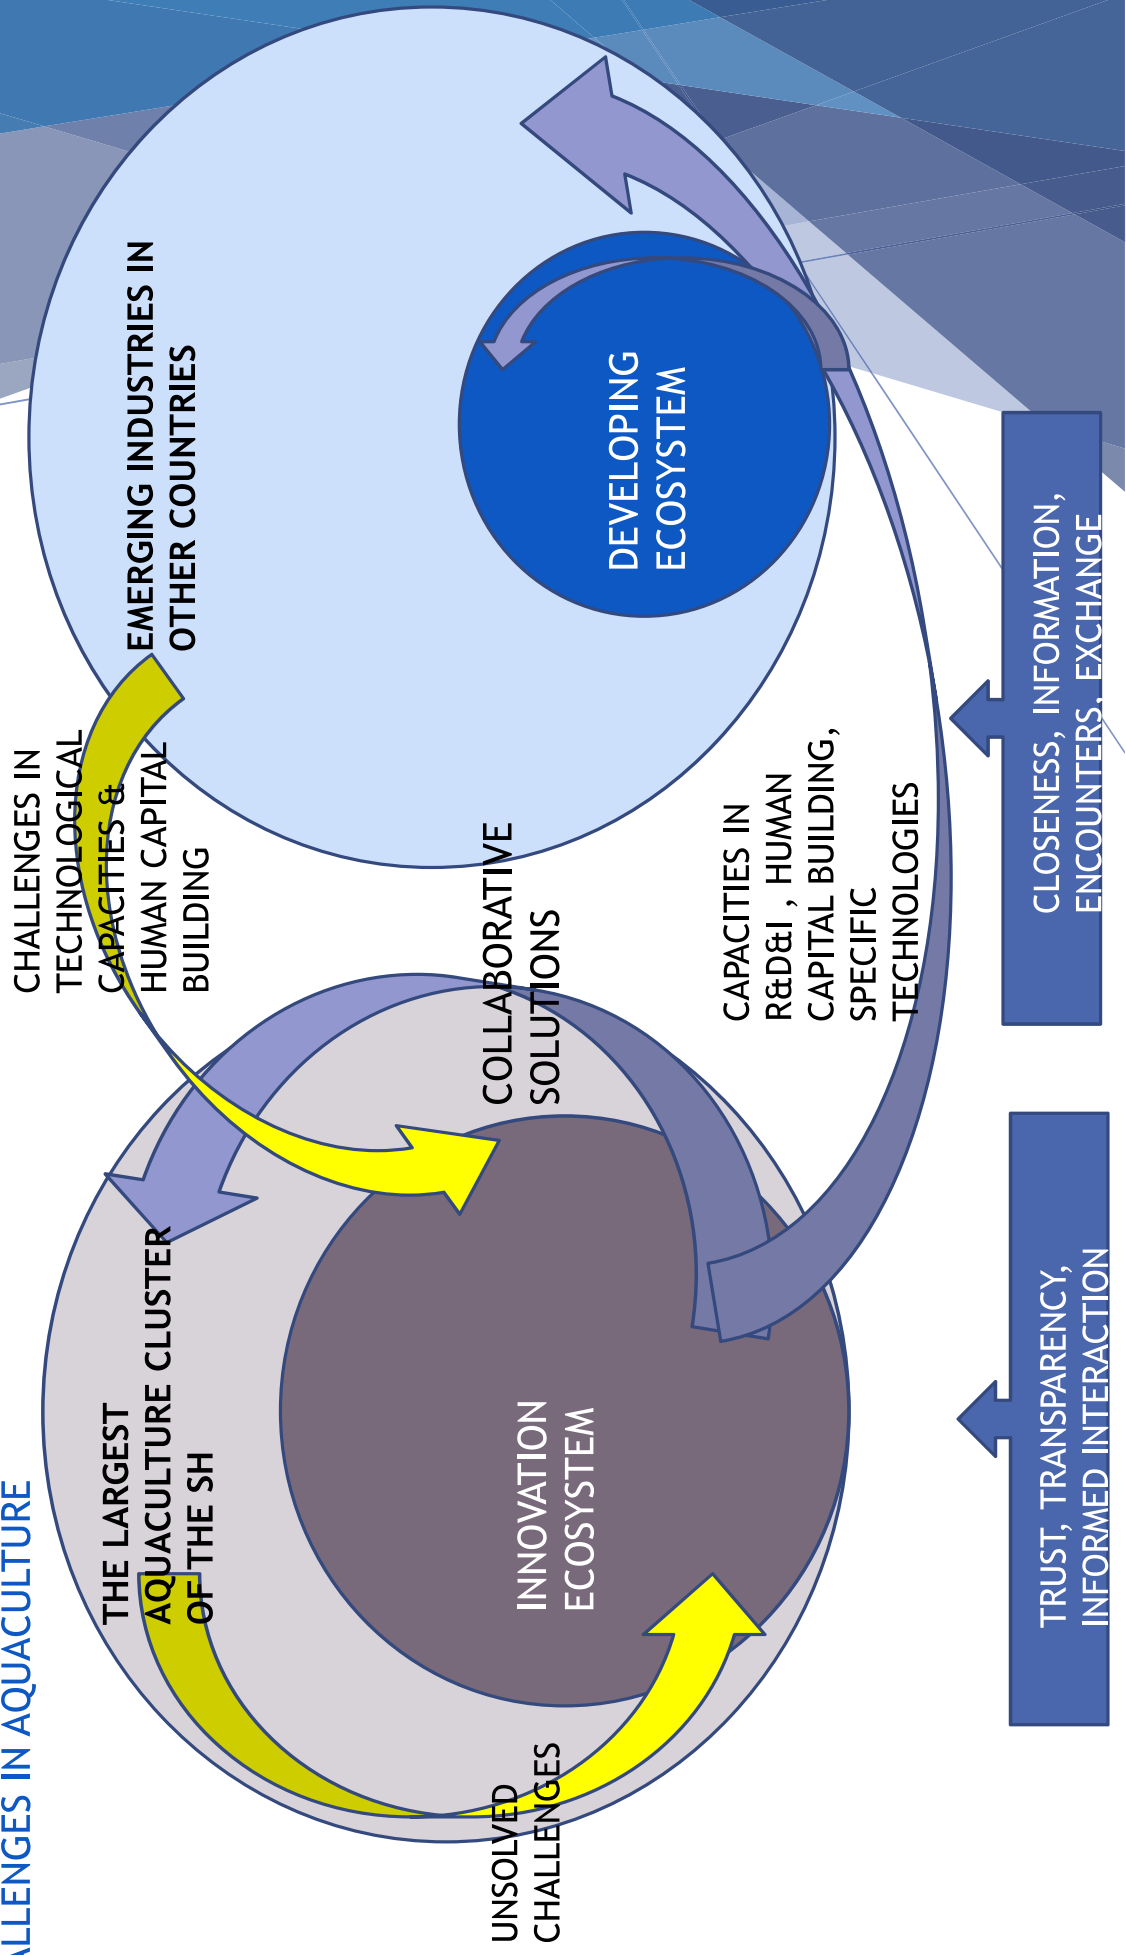 ALLENGES IN AQUACULTURE
THE LARGEST
AQUACULTURE CLUSTER
OF THE SH
CHALLENGES IN
TECHNOLOGICAL
CAPACITIES &
HUMAN CAPITAL
BUILDING
EMERGING INDUSTRIES IN
OTHER COUNTRIES
UNSOLVED
CHALLENGES
INNOVATION
ECOSYSTEM
COLLABORATIVE
SOLUTIONS
DEVELOPING
ECOSYSTEM
CAPACITIES IN
R&D&I , HUMAN
CAPITAL BUILDING,
SPECIFIC
TECHNOLOGIES
TRUST, TRANSPARENCY,
INFORMED INTERACTION
CLOSENESS, INFORMATION,
ENCOUNTERS, EXCHANGE